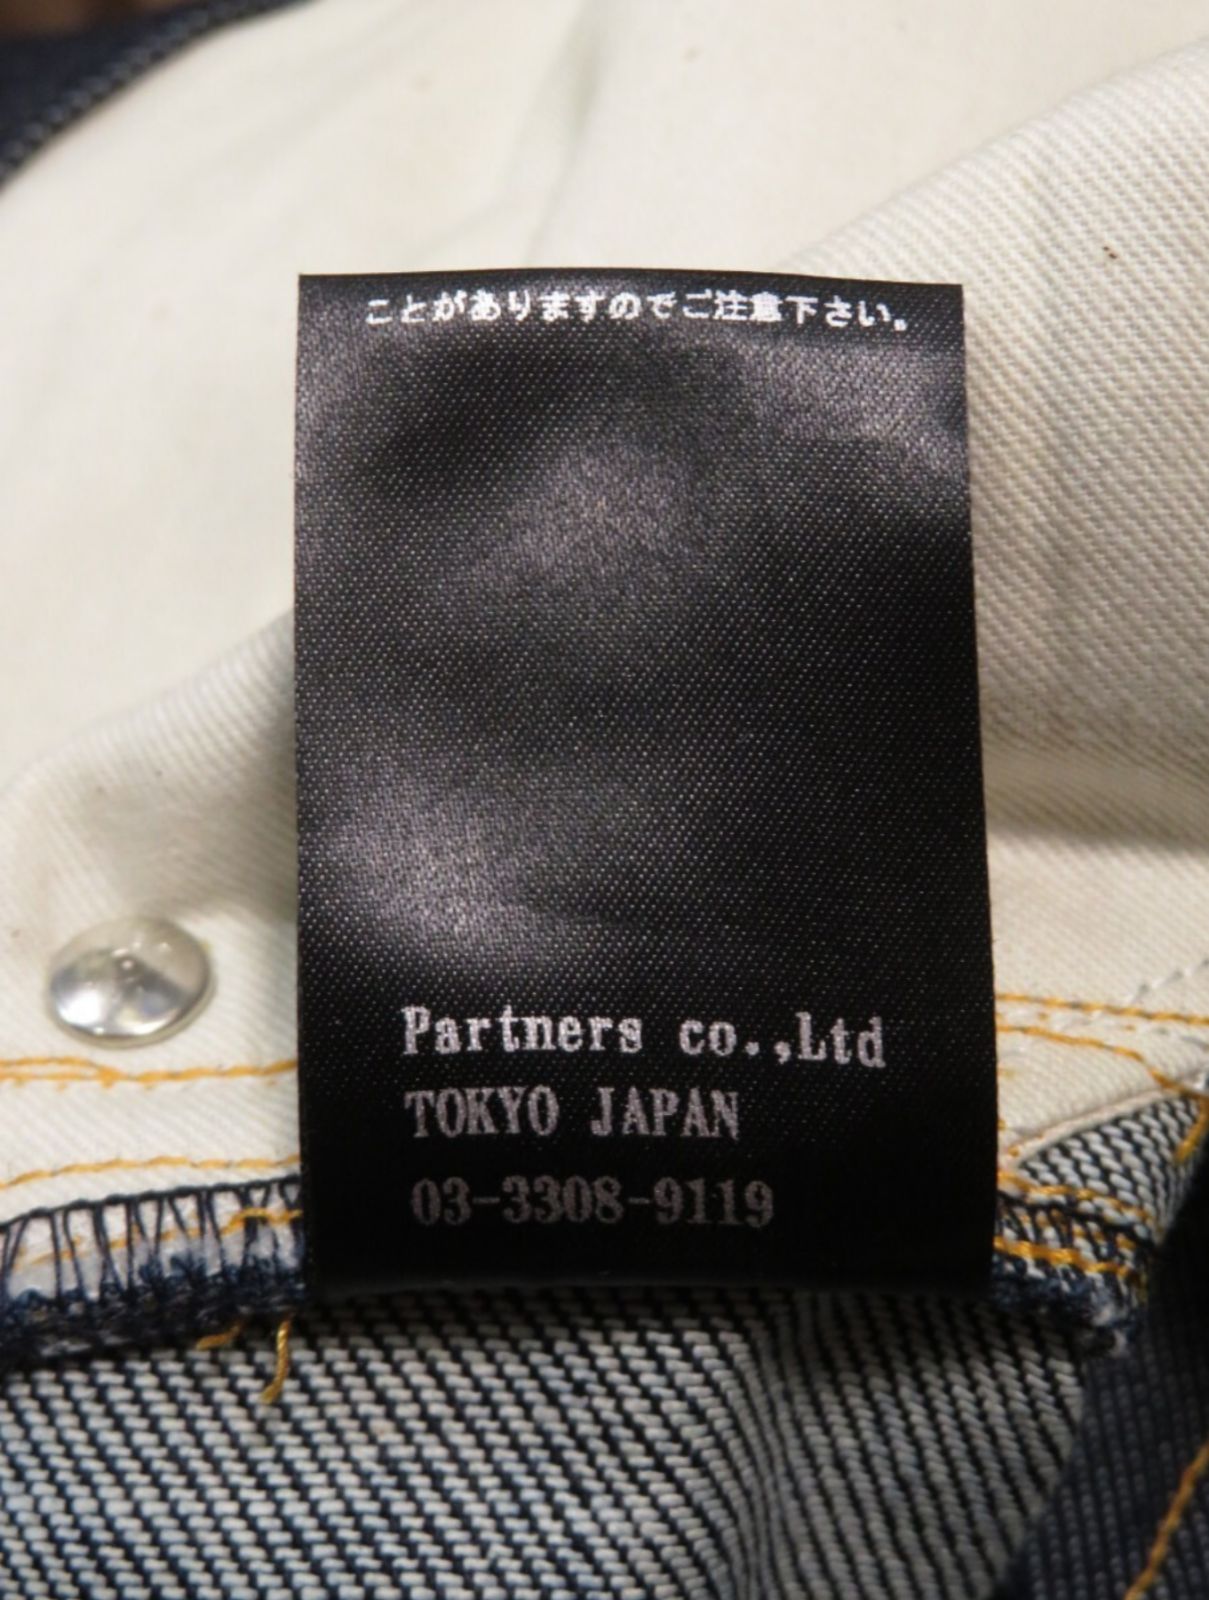 ことがありますのでご注意下さい。
Partners co.,Ltd
TOKYO JAPAN
03-3308-9119